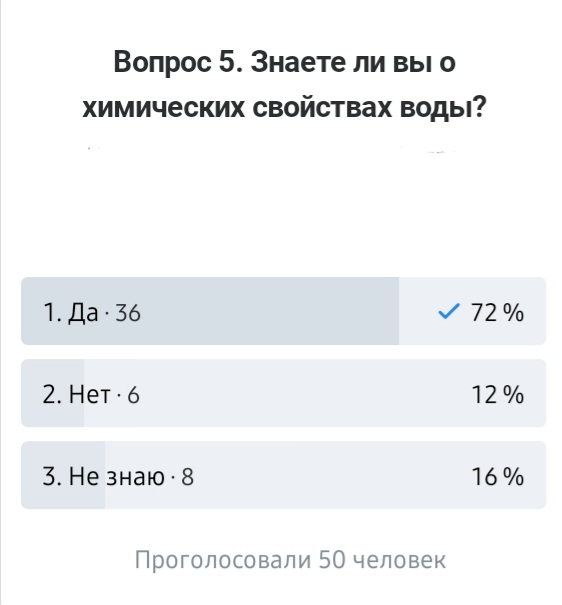 Вопрос 5. Знаете ли вы о
химических свойствах воды?
1. Да · 36 72 %
2. Нет · 6 12 %
3. Не знаю · 8 16 %
Проголосовали 50 человек